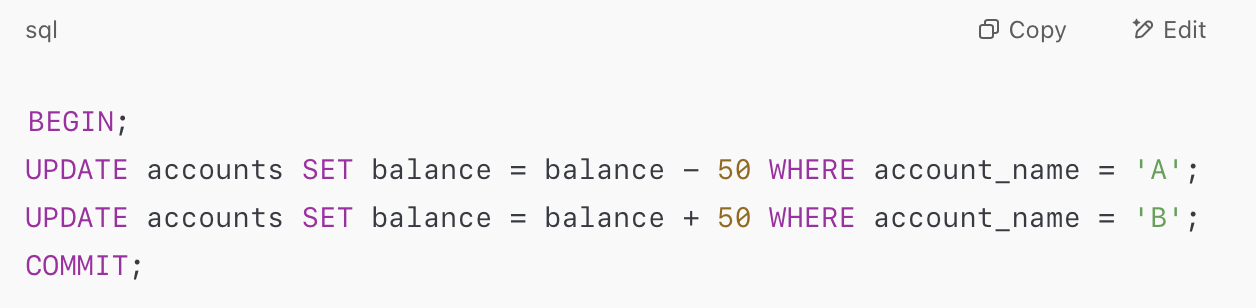 sql Copy Edit
BEGIN;
UPDATE accounts SET balance = balance - 50 WHERE account_name = 'A';
UPDATE accounts SET balance = balance + 50 WHERE account_name = 'B';
COMMIT;